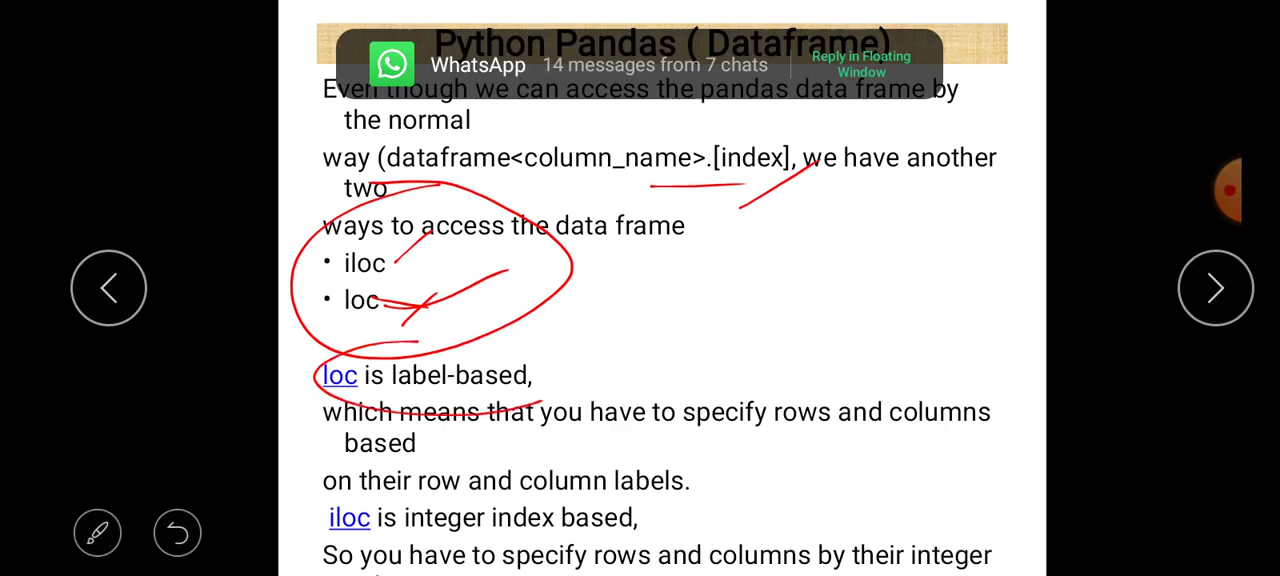 Python Pandas ( Dataframe)
WhatsApp 14 messages from 7 chats Reply in Floating Window
Even though we can access the pandas data frame by
the normal
way (dataframe<column_name>.[index], we have another
two
ways to access the data frame
• iloc
• loc
loc is label-based,
which means that you have to specify rows and columns
based
on their row and column labels.
iloc is integer index based,
So you have to specify rows and columns by their integer